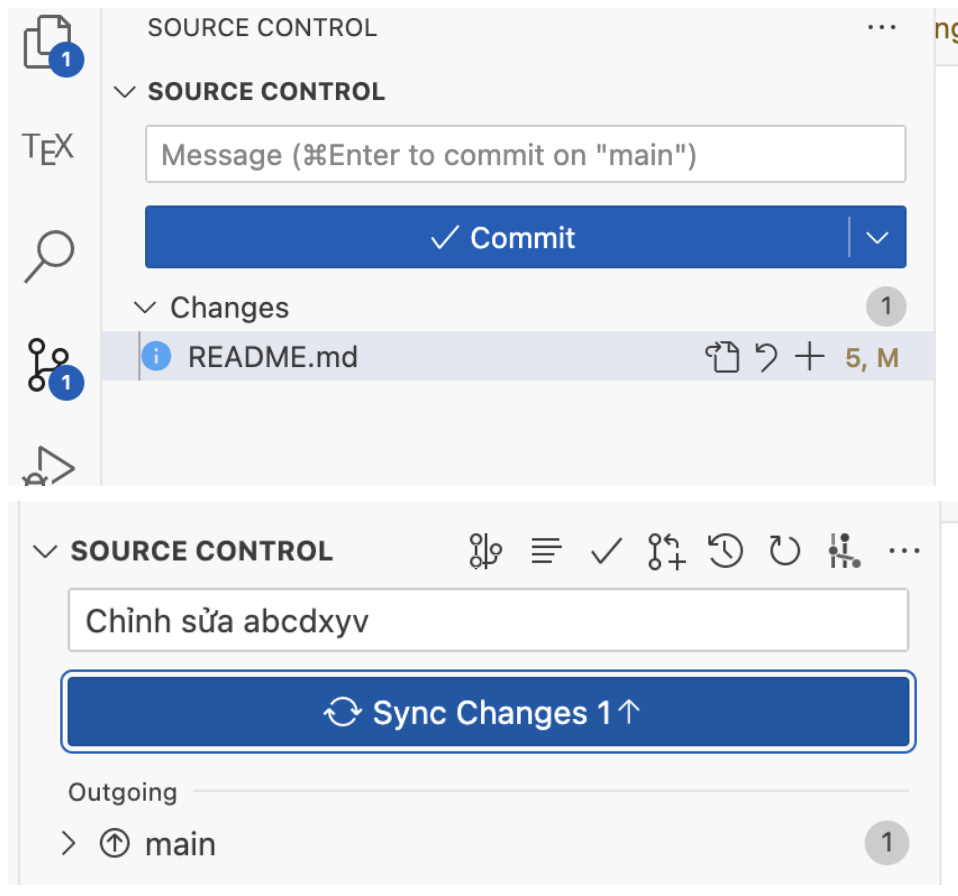 SOURCE CONTROL
1
SOURCE CONTROL
TEX
Message (⌘Enter to commit on "main")
Commit
Changes 1
README.md 5, M
1
SOURCE CONTROL
Chỉnh sửa abcdxyv
Sync Changes 1↑
Outgoing
main 1